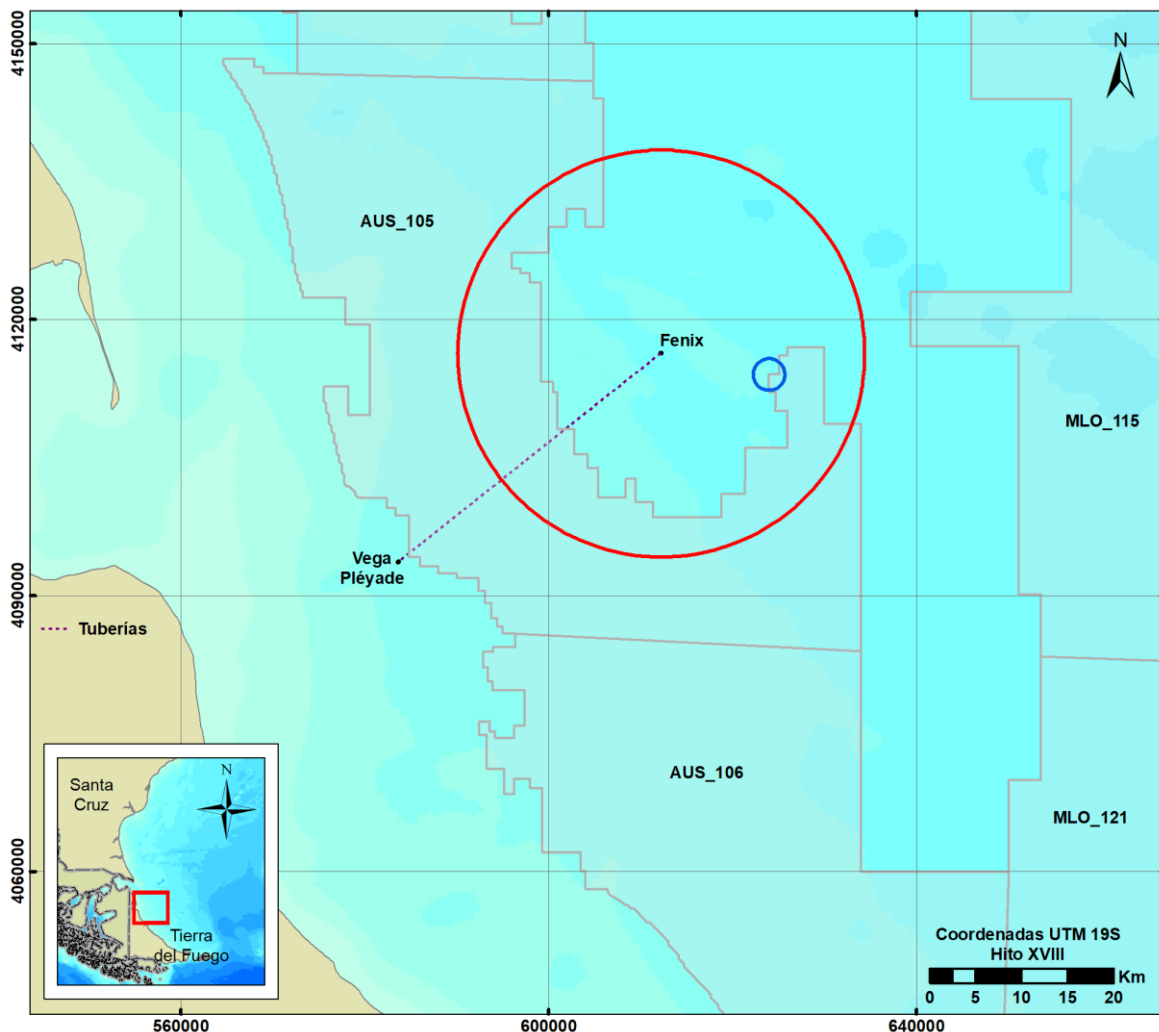 4150000
4120000
4090000
4060000
N
AUS_105
Fenix
MLO_115
Vega
Pléyade
Tuberías
AUS_106
MLO_121
N
Santa
Cruz
Tierra
del Fuego
Coordenadas UTM 19S
Hito XVIII
Km
0 5 10 15 20
560000
600000
640000